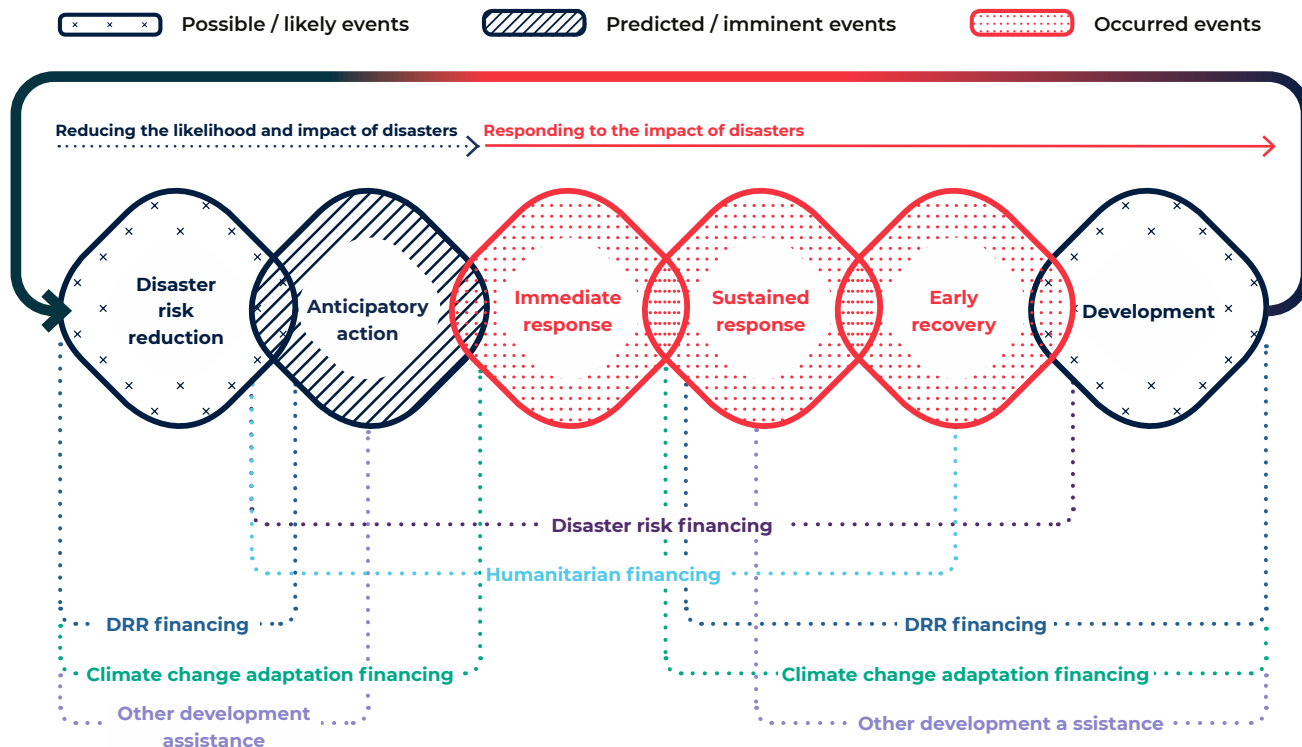 Possible / likely events
Predicted / imminent events
Occurred events
Reducing the likelihood and impact of disasters
Responding to the impact of disasters
Disaster
risk
reduction
Anticipatory
action
Immediate
response
Sustained
response
Early
recovery
Development
Disaster risk financing
Humanitarian financing
DRR financing
DRR financing
Climate change adaptation financing
Climate change adaptation financing
Other development
assistance
Other development a ssistance